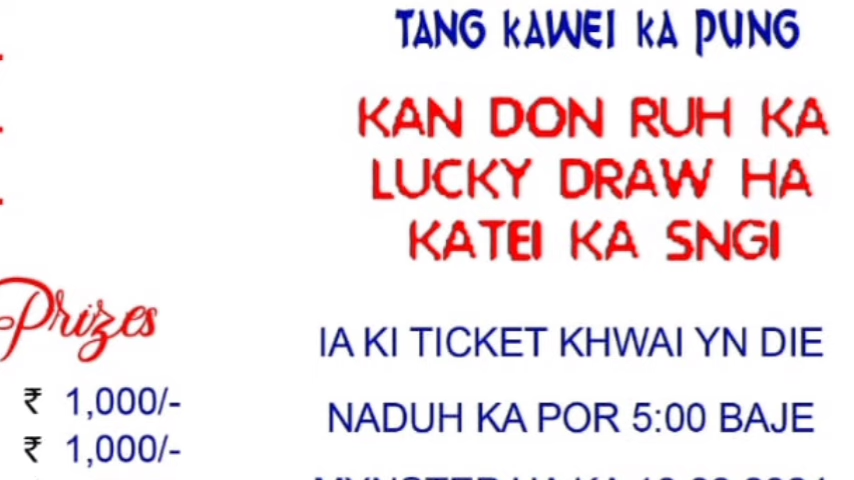 TANG KAWEI KA PUNG
KAN DON RUH KA
LUCKY DRAW HA
KATEI KA SNGI
Prizes
IA KI TICKET KHWAI YN DIE
₹ 1,000/-
NADUH KA POR 5:00 BAJE
₹ 1,000/-